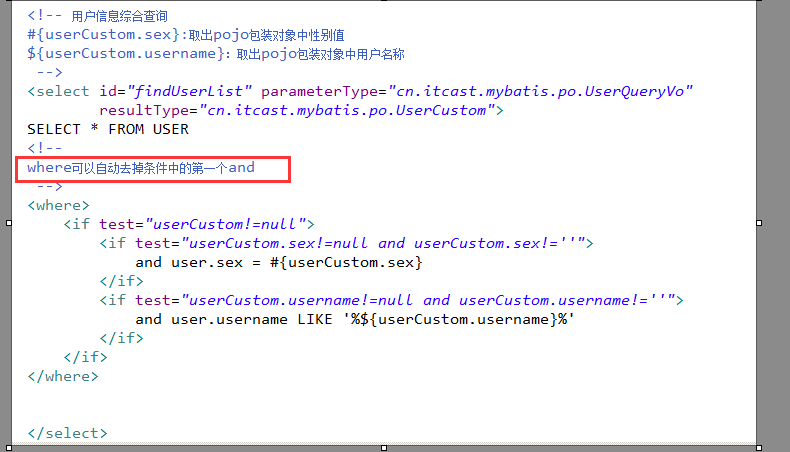 <!-- 用户信息综合查询
#{userCustom.sex}:取出pojo包装对象中性别值
${userCustom.username}：取出pojo包装对象中用户名称
-->
<select id="findUserList" parameterType="cn.itcast.mybatis.po.UserQueryVo"
resultType="cn.itcast.mybatis.po.UserCustom">
SELECT * FROM USER
<!--
where可以自动去掉条件中的第一个and
-->
<where>
<if test="userCustom!=null">
<if test="userCustom.sex!=null and userCustom.sex!=''">
and user.sex = #{userCustom.sex}
</if>
<if test="userCustom.username!=null and userCustom.username!=''">
and user.username LIKE '%${userCustom.username}%'
</if>
</if>
</where>
</select>